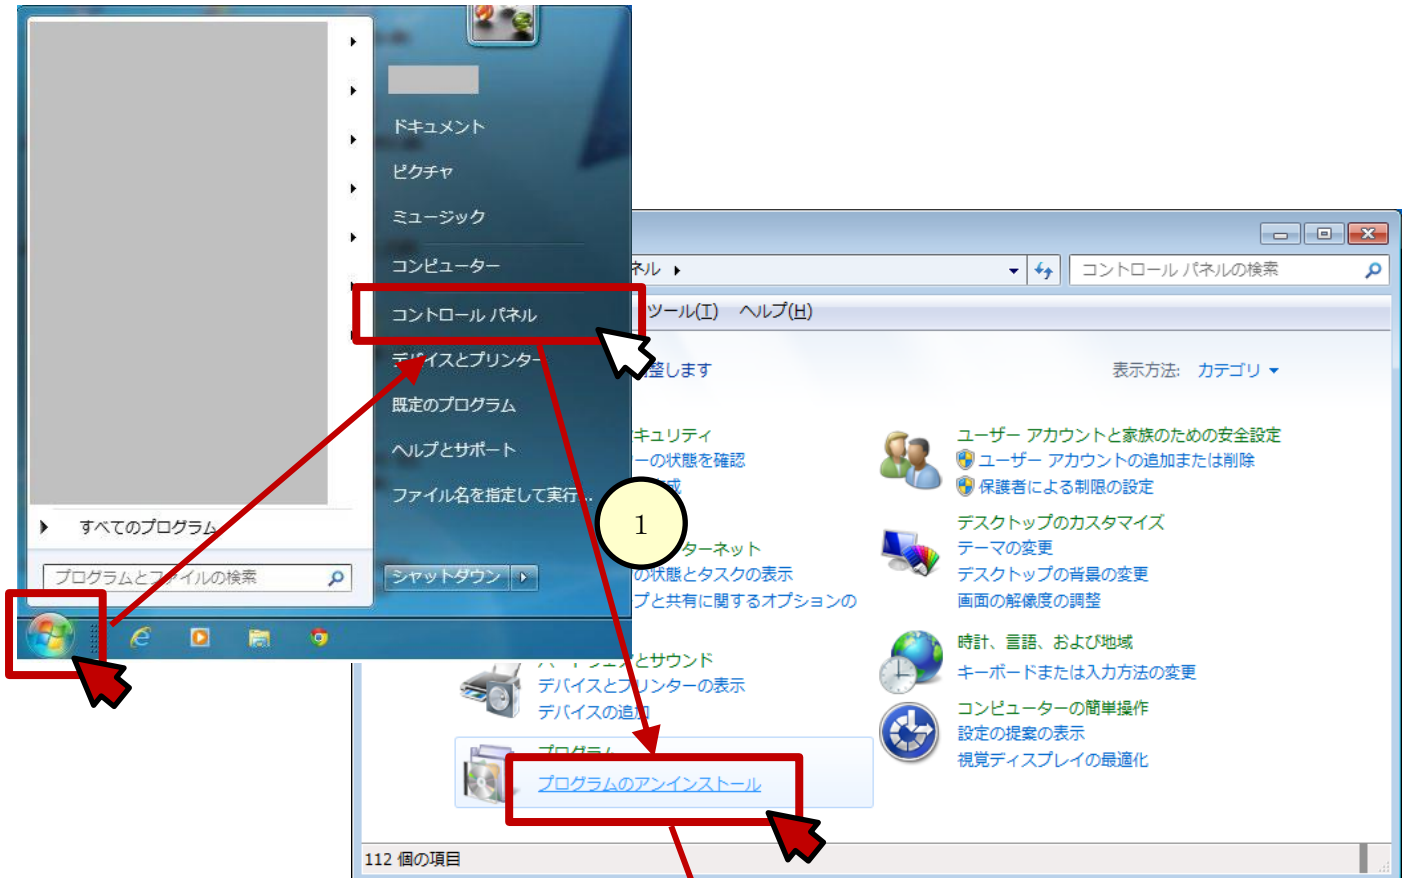 ドキュメント
ピクチャ
ミュージック
コンピューター
コントロール パネル
デバイスとプリンター
既定のプログラム
ヘルプとサポート
ファイル名を指定して実行...
すべてのプログラム
プログラムとファイルの検索
シャットダウン
1
ネル
コントロール パネルの検索
ツール(T) ヘルプ(H)
整します
表示方法: カテゴリ
キュリティ
ーの状態を確認
成
ターネット
の状態とタスクの表示
プと共有に関するオプションの
ハードウェアとサウンド
デバイスとプリンターの表示
デバイスの追加
プログラム
プログラムのアンインストール
ユーザー アカウントと家族のための安全設定
ユーザー アカウントの追加または削除
保護者による制限の設定
デスクトップのカスタマイズ
テーマの変更
デスクトップの背景の変更
画面の解像度の調整
時計、言語、および地域
キーボードまたは入力方法の変更
コンピューターの簡単操作
設定の提案の表示
視覚ディスプレイの最適化
112 個の項目